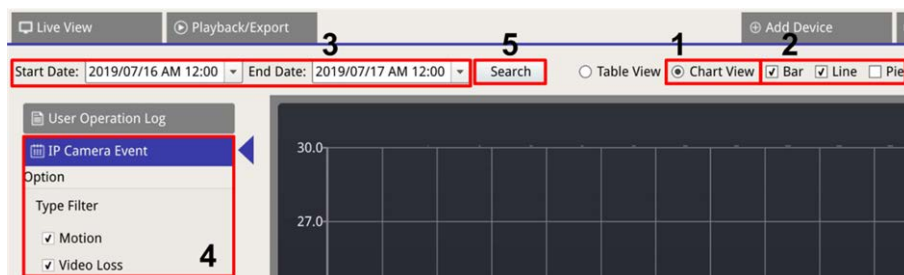 Live View Playback/Export Add Device
3 5 1 2
Start Date: 2019/07/16 AM 12:00 End Date: 2019/07/17 AM 12:00 Search Table View Chart View Bar Line Pie
User Operation Log
IP Camera Event
Option
Type Filter
Motion
Video Loss
4
30.0
27.0